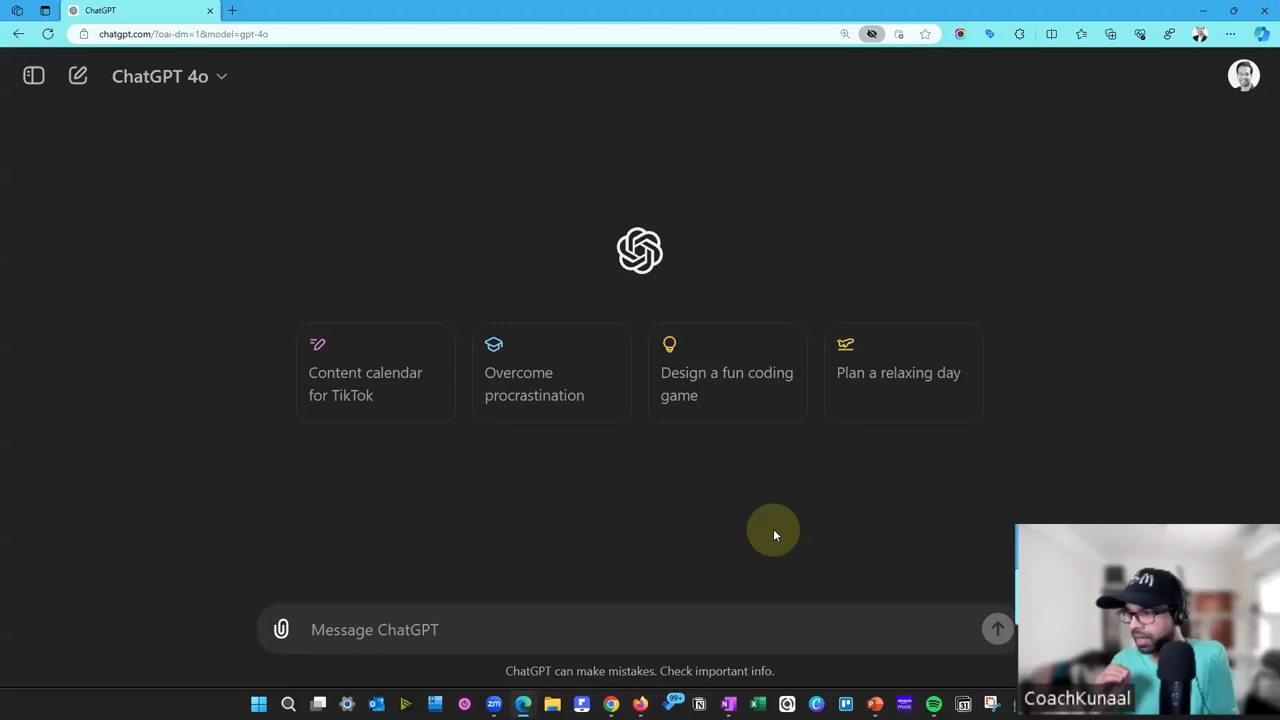 ChatGPT
chatgpt.com/?oai-dm=1&model=gpt-4o
ChatGPT 4o
Content calendar
for TikTok
Overcome
procrastination
Design a fun coding
game
Plan a relaxing day
Message ChatGPT
ChatGPT can make mistakes. Check important info.
99+
CoachKunaal